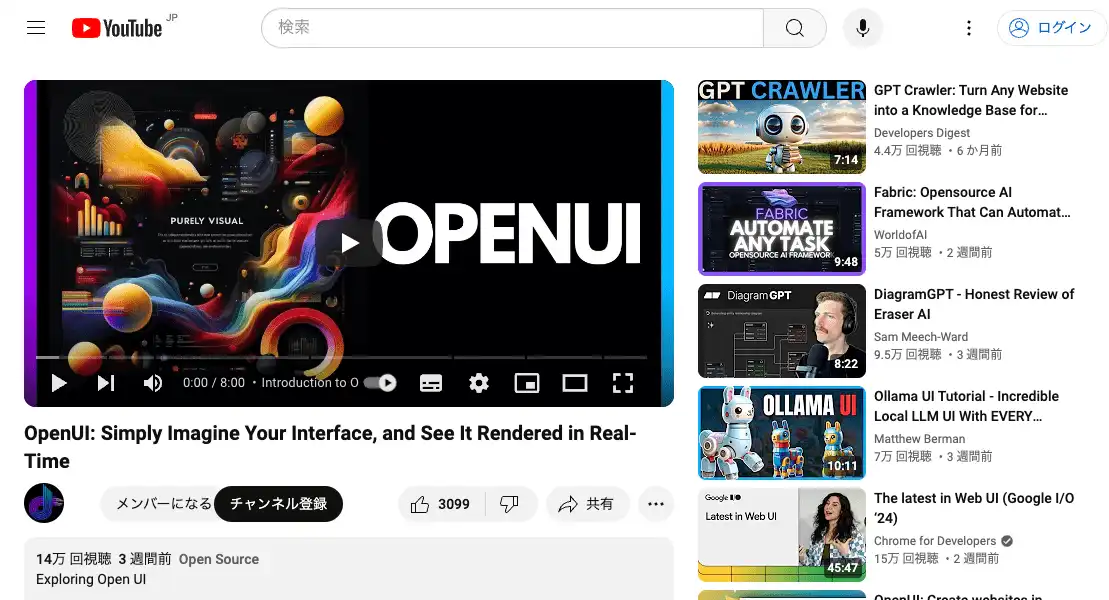 YouTube JP
検索
ログイン
PURELY VISUAL
OPENUI
0:00 / 8:00 ・Introduction to O
OpenUI: Simply Imagine Your Interface, and See It Rendered in Real-
Time
メンバーになる
チャンネル登録
3099
共有
14万 回視聴 3 週間前 Open Source
Exploring Open UI
GPT CRAWLER
7:14
GPT Crawler: Turn Any Website
into a Knowledge Base for…
Developers Digest
4.4万 回視聴 ・6 か月前
FABRIC
AUTOMATE
ANY TASK
OPENSOURCE AI FRAMEWORK
9:48
Fabric: Opensource AI
Framework That Can Automat…
WorldofAI
5万 回視聴 ・2 週間前
DiagramGPT
8:22
DiagramGPT - Honest Review of
Eraser AI
Sam Meech-Ward
9.5万 回視聴 ・3 週間前
OLLAMA UI
10:11
Ollama UI Tutorial - Incredible
Local LLM UI With EVERY…
Matthew Berman
7万 回視聴 ・3 週間前
Google I/O
Latest in Web UI
45:47
The latest in Web UI (Google I/O
‘24)
Chrome for Developers
15万 回視聴 ・2 週間前
OpenUI: Create websites in